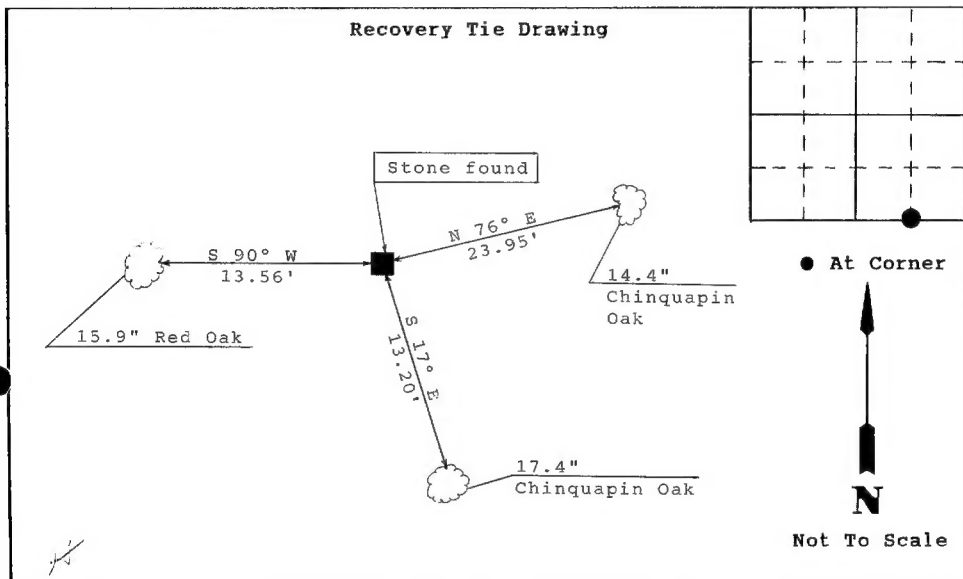 Recovery Tie Drawing
Stone found
N 76° E
23.95'
S 90° W
13.56'
14.4"
Chinquapin
Oak
15.9" Red Oak
S 17° E
13.20'
17.4"
Chinquapin Oak
At Corner
N
Not To Scale